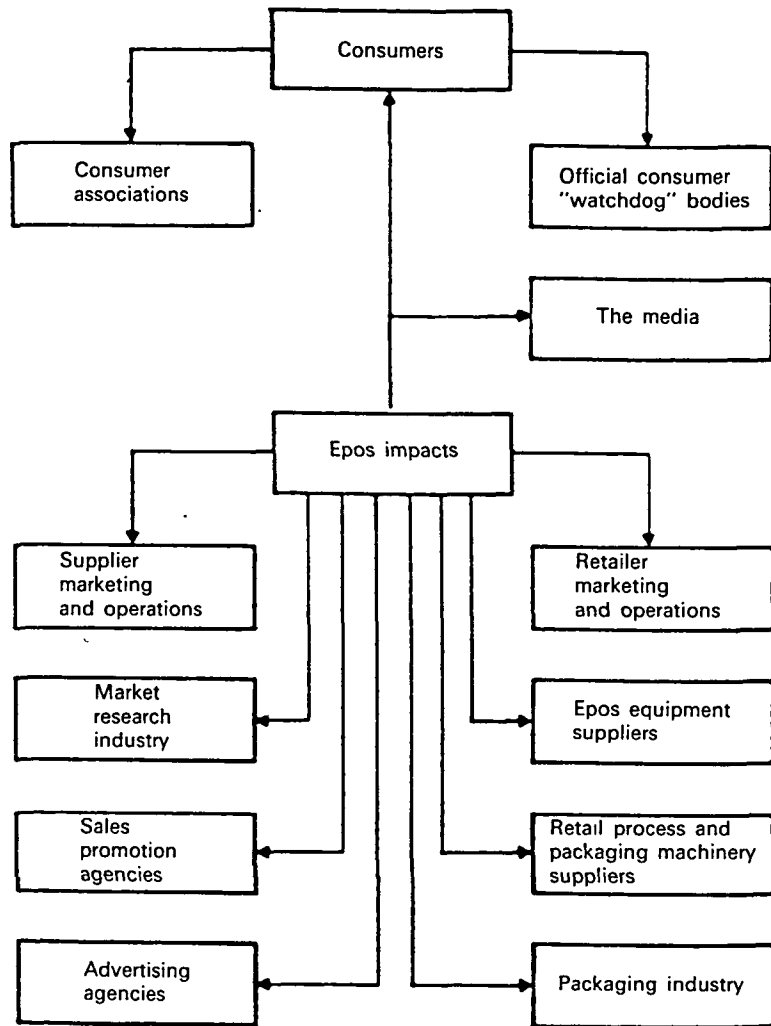 Consumers
Consumer
associations
Official consumer
"watchdog" bodies
The media
Epos impacts
Supplier
marketing
and operations
Retailer
marketing
and operations
Market
research
industry
Epos equipment
suppliers
Sales
promotion
agencies
Retail process and
packaging machinery
suppliers
Advertising
agencies
Packaging industry